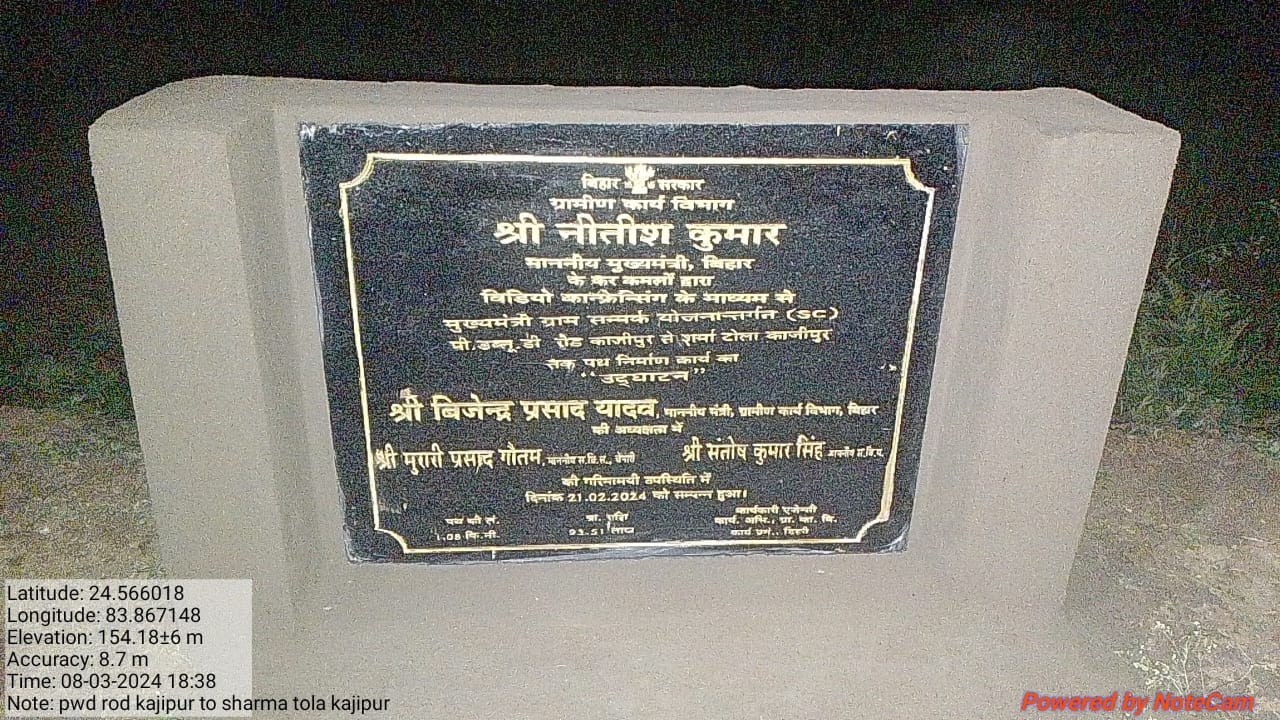 बिहार सरकार
ग्रामीण कार्य विभाग
श्री नीतीश कुमार
माननीय मुख्यमंत्री, बिहार
के कर कमलों द्वारा
विडियो कान्फ्रेन्सिंग के माध्यम से
मुख्यमंत्री ग्राम सम्पर्क योजनान्तर्गत (SC)
पी.डब्लू.डी रोड काजीपुर से शर्मा टोला काजीपुर
तक पथ निर्माण कार्य का
"उद्घाटन"
श्री बिजेन्द्र प्रसाद यादव, माननीय मंत्री, ग्रामीण कार्य विभाग, बिहार
की अध्यक्षता में
श्री मुरारी प्रसाद गौतम, माननीय स.वि.स., चेनारी श्री संतोष कुमार सिंह माननीय स.वि.प.
की गरिमामयी उपस्थिति में
दिनांक 21.02.2024 को सम्पन्न हुआ।
पथ की लं. प्रा. राशि कार्यकारी एजेन्सी
1.08 कि.मी. 93.51 लाख कार्य. अभि., ग्रा. का. वि.
कार्य प्रमं.,
Latitude: 24.566018
Longitude: 83.867148
Elevation: 154.18±6 m
Accuracy: 8.7 m
Time: 08-03-2024 18:38
Note: pwd rod kajipur to sharma tola kajipur
Powered by NoteCam